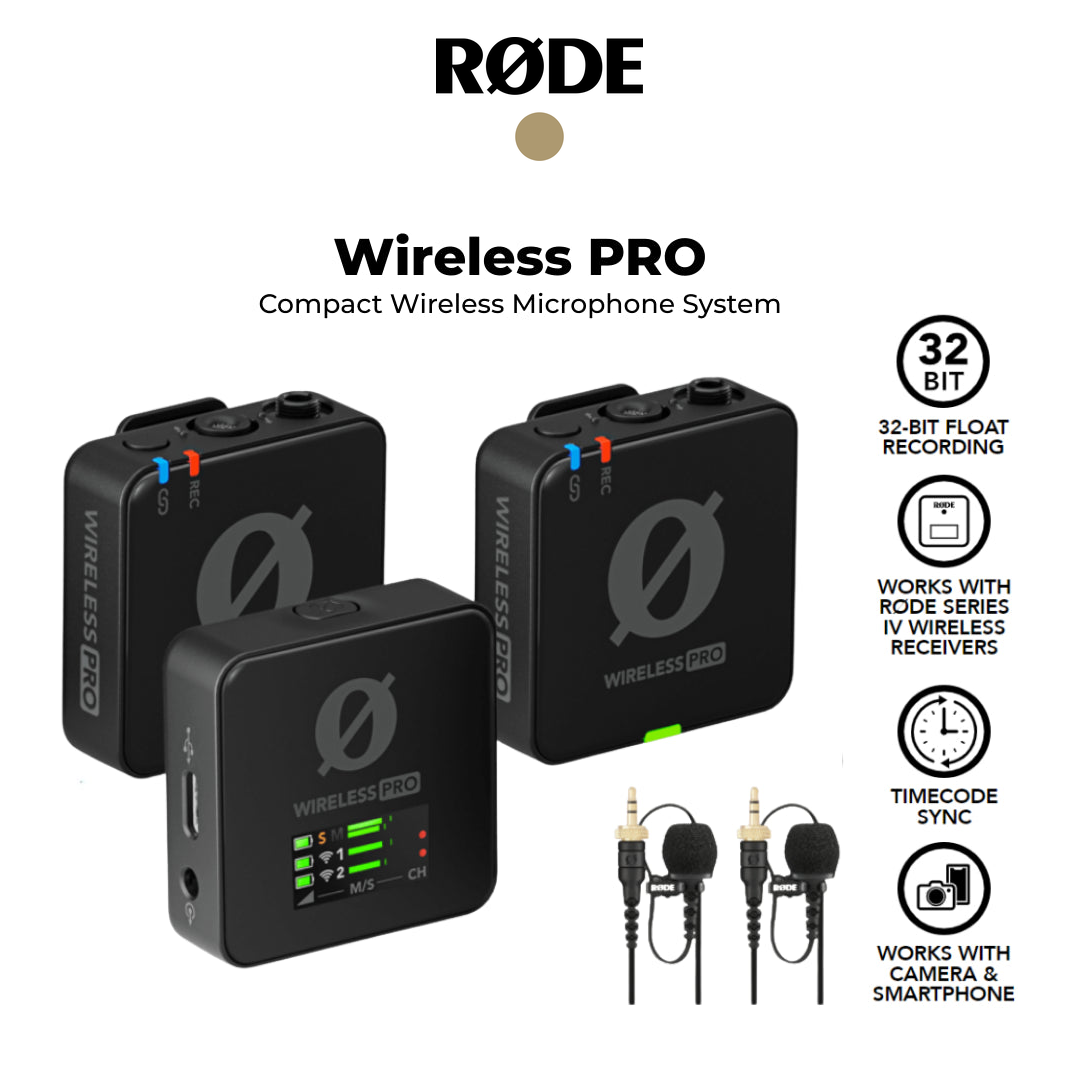 RØDE
Wireless PRO
Compact Wireless Microphone System
32
BIT
32-BIT FLOAT
RECORDING
RØDE
WORKS WITH
RØDE SERIES
IV WIRELESS
RECEIVERS
TIMECODE
SYNC
WORKS WITH
CAMERA &
SMARTPHONE
REC
WIRELESS PRO
REC
WIRELESS PRO
WIRELESS PRO
WIRELESS PRO
S M
1
2
M/S
CH
RØDE
RØDE